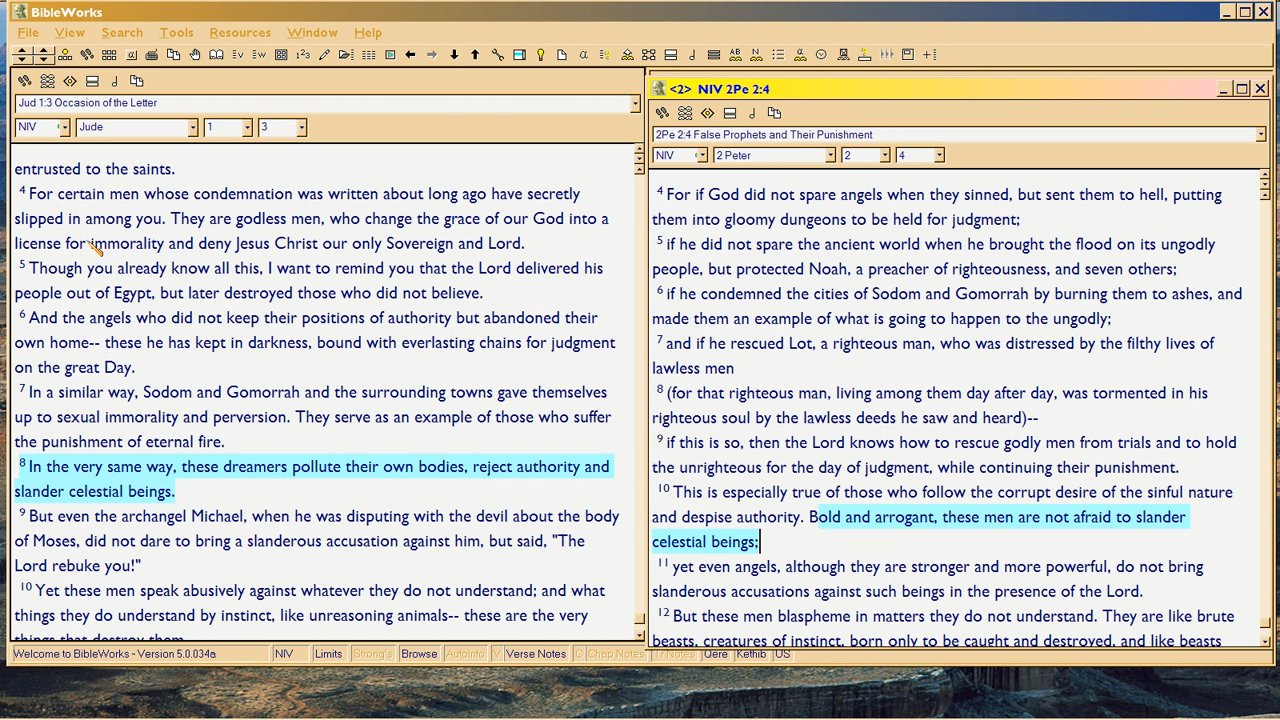 BibleWorks
File View Search Tools Resources Window Help
Jud 1:3 Occasion of the Letter
NIV Jude 1 3
entrusted to the saints.
4 For certain men whose condemnation was written about long ago have secretly
slipped in among you. They are godless men, who change the grace of our God into a
license for immorality and deny Jesus Christ our only Sovereign and Lord.
5 Though you already know all this, I want to remind you that the Lord delivered his
people out of Egypt, but later destroyed those who did not believe.
6 And the angels who did not keep their positions of authority but abandoned their
own home-- these he has kept in darkness, bound with everlasting chains for judgment
on the great Day.
7 In a similar way, Sodom and Gomorrah and the surrounding towns gave themselves
up to sexual immorality and perversion. They serve as an example of those who suffer
the punishment of eternal fire.
8 In the very same way, these dreamers pollute their own bodies, reject authority and
slander celestial beings.
9 But even the archangel Michael, when he was disputing with the devil about the body
of Moses, did not dare to bring a slanderous accusation against him, but said, "The
Lord rebuke you!"
10 Yet these men speak abusively against whatever they do not understand; and what
things they do understand by instinct, like unreasoning animals-- these are the very
things that destroy them.
<2> NIV 2Pe 2:4
2Pe 2:4 False Prophets and Their Punishment
NIV 2 Peter 2 4
4 For if God did not spare angels when they sinned, but sent them to hell, putting
them into gloomy dungeons to be held for judgment;
5 if he did not spare the ancient world when he brought the flood on its ungodly
people, but protected Noah, a preacher of righteousness, and seven others;
6 if he condemned the cities of Sodom and Gomorrah by burning them to ashes, and
made them an example of what is going to happen to the ungodly;
7 and if he rescued Lot, a righteous man, who was distressed by the filthy lives of
lawless men
8 (for that righteous man, living among them day after day, was tormented in his
righteous soul by the lawless deeds he saw and heard)--
9 if this is so, then the Lord knows how to rescue godly men from trials and to hold
the unrighteous for the day of judgment, while continuing their punishment.
10 This is especially true of those who follow the corrupt desire of the sinful nature
and despise authority. Bold and arrogant, these men are not afraid to slander
celestial beings;
11 yet even angels, although they are stronger and more powerful, do not bring
slanderous accusations against such beings in the presence of the Lord.
12 But these men blaspheme in matters they do not understand. They are like brute
beasts, creatures of instinct, born only to be caught and destroyed, and like beasts
Welcome to BibleWorks - Version 5.0.034a NIV Limits Strong's Browse AutoInfo V Verse Notes C Chap Notes Tr Notes Qere Kethib US